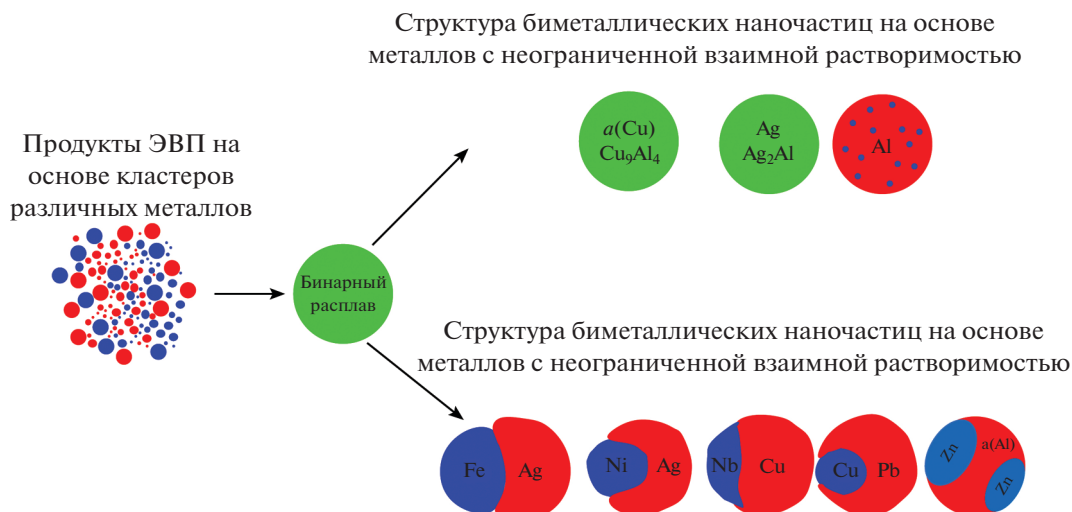 Структура биметаллических наночастиц на основе
металлов с неограниченной взаимной растворимостью
a(Cu)
Cu₉Al₄
Ag
Ag₂Al
Al
Продукты ЭВП на
основе кластеров
различных металлов
Бинарный
расплав
Структура биметаллических наночастиц на основе
металлов с неограниченной взаимной растворимостью
Fe
Ag
Ni
Ag
Nb
Cu
Cu
Pb
Zn
a(Al)
Zn